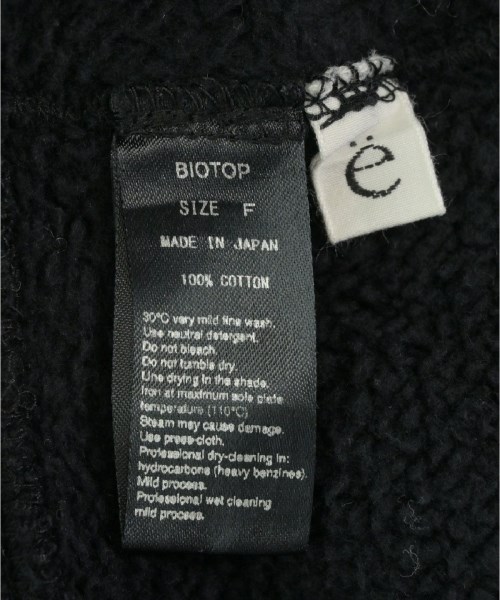 BIOTOP
SIZE F
MADE IN JAPAN
100% COTTON
30°C very mild line wash.
Use neutral detergent.
Do not bleach.
Do not tumble dry.
Line drying in the shade.
Iron at maximum sole plate
temperature (110°C)
Steam may cause damage.
Use press-cloth.
Professional dry-cleaning in:
hydrocarbons (heavy benzines).
Mild process.
Professional wet cleaning
mild process.
ë